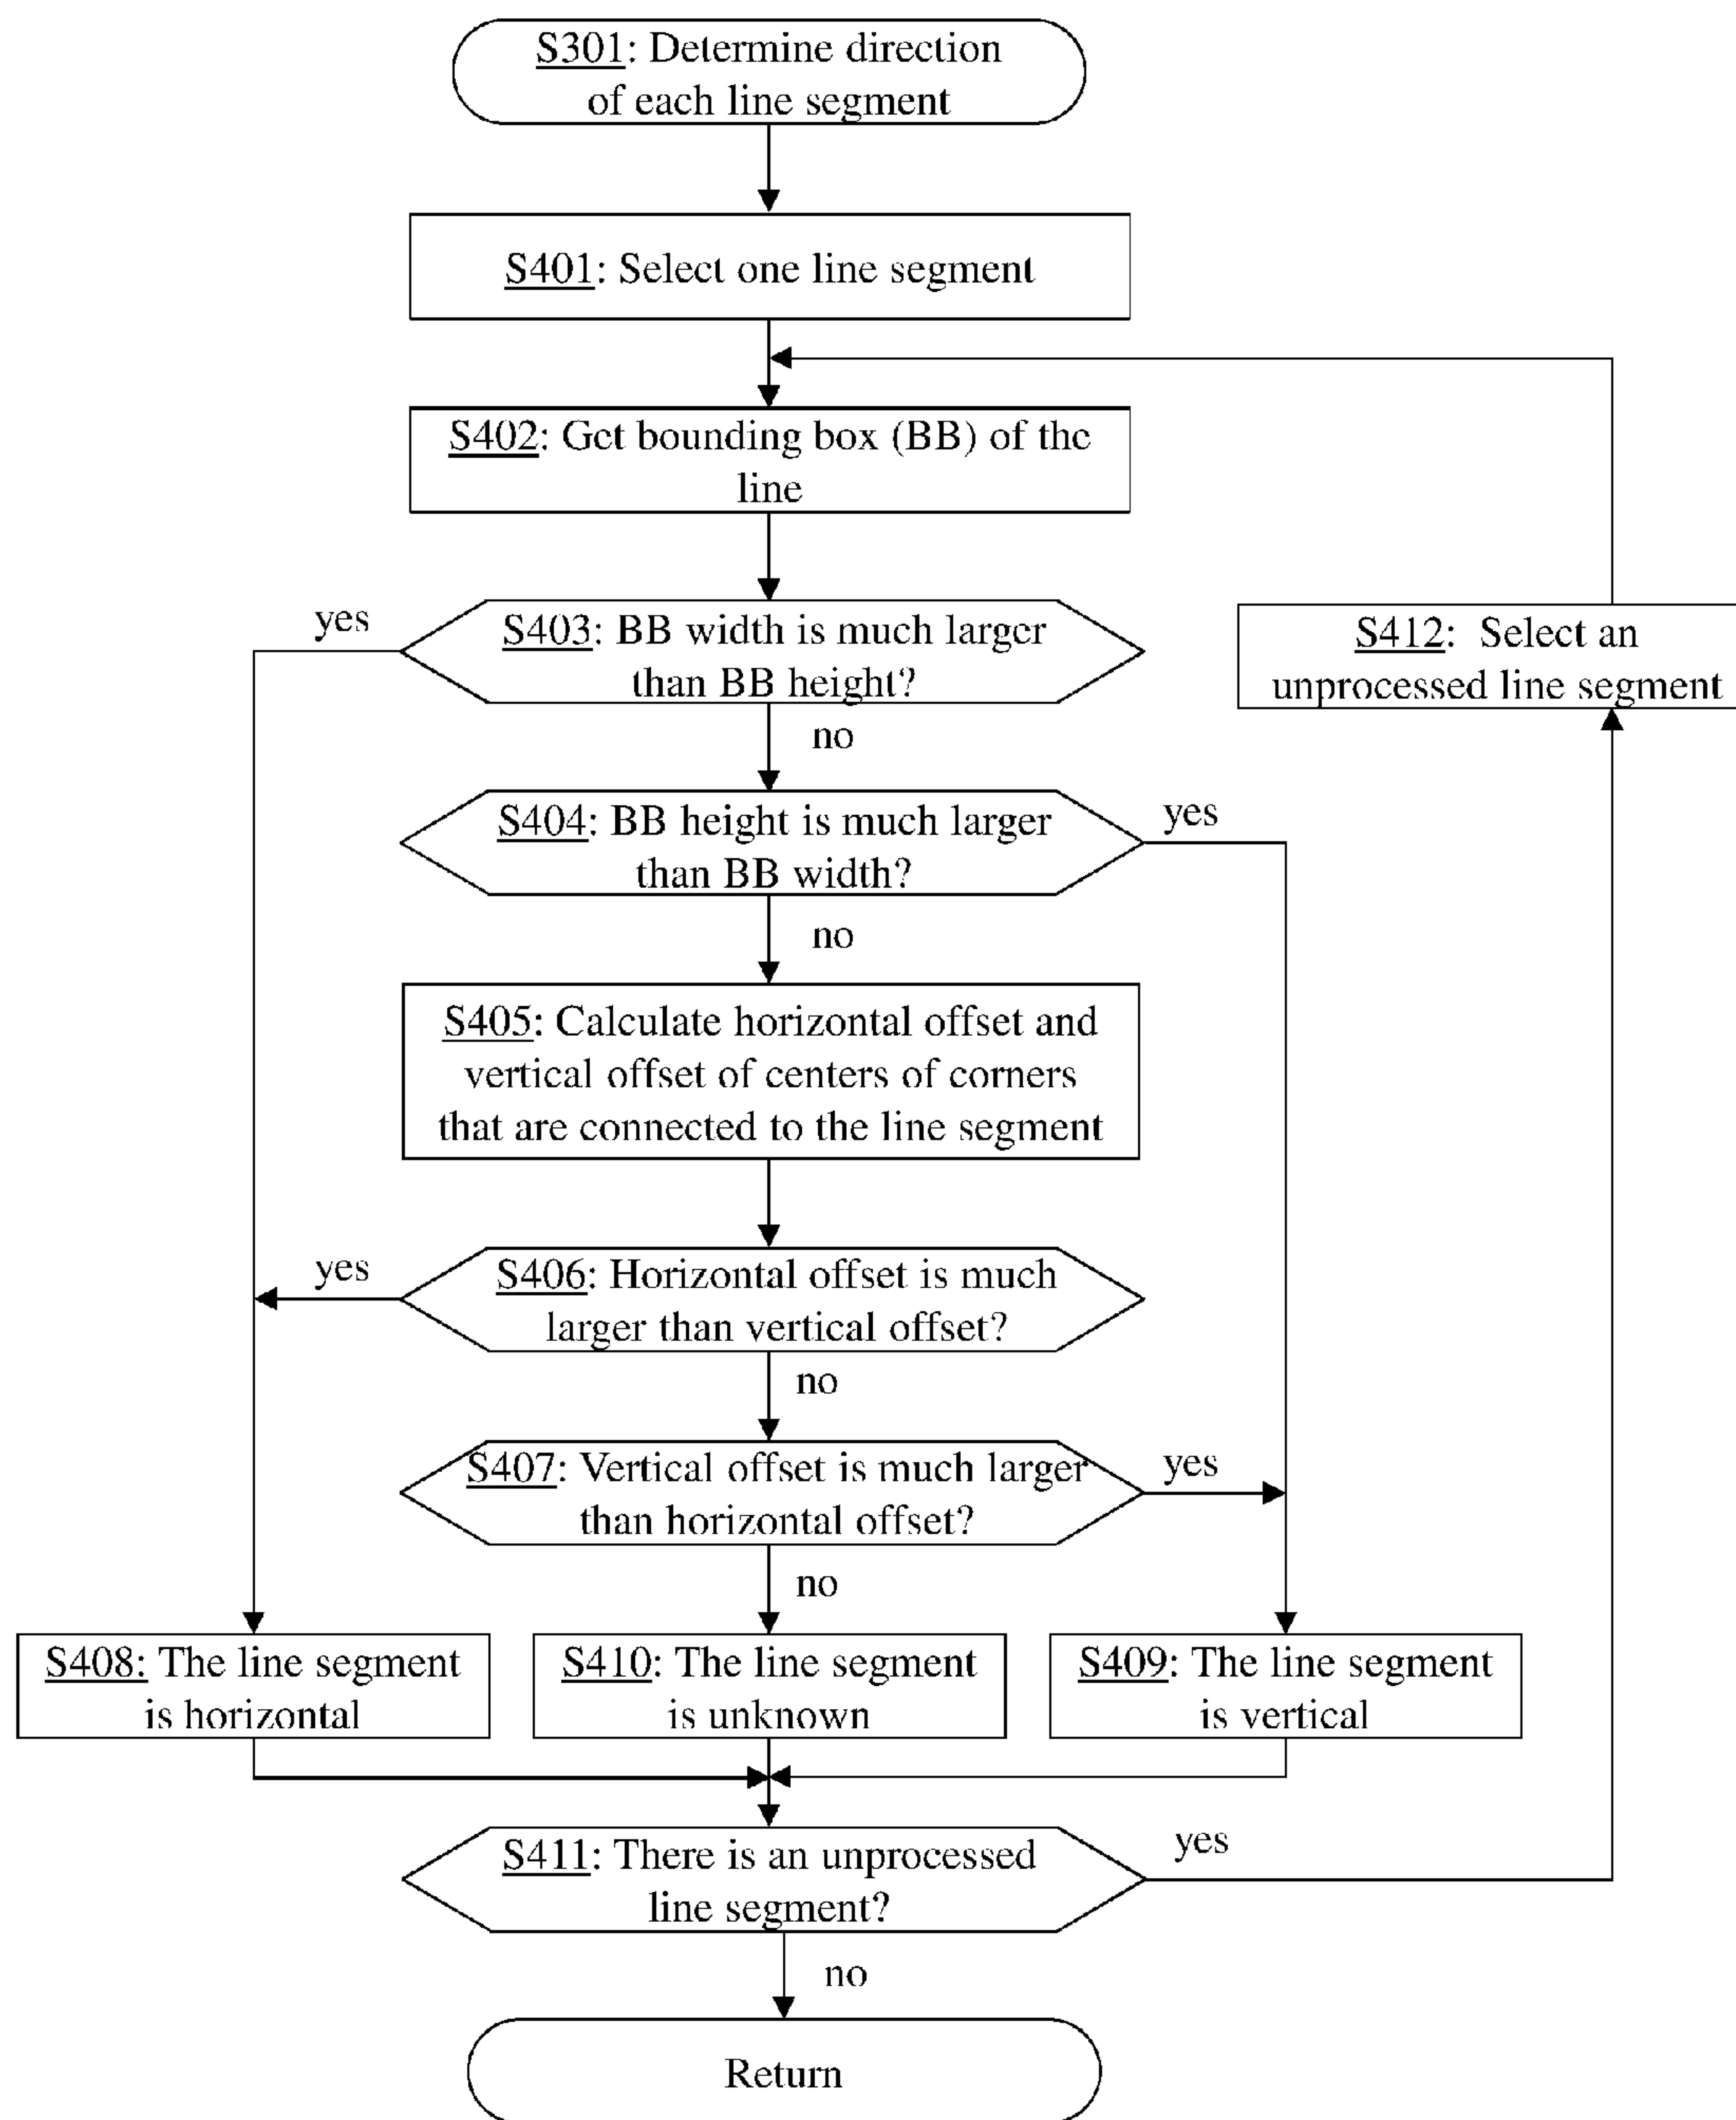 S301: Determine direction
of each line segment
S401: Select one line segment
S402: Get bounding box (BB) of the
line
yes
S403: BB width is much larger
than BB height?
S412: Select an
unprocessed line segment
no
S404: BB height is much larger
than BB width?
yes
no
S405: Calculate horizontal offset and
vertical offset of centers of corners
that are connected to the line segment
yes
S406: Horizontal offset is much
larger than vertical offset?
no
S407: Vertical offset is much larger
than horizontal offset?
yes
no
S408: The line segment
is horizontal
S410: The line segment
is unknown
S409: The line segment
is vertical
S411: There is an unprocessed
line segment?
yes
no
Return